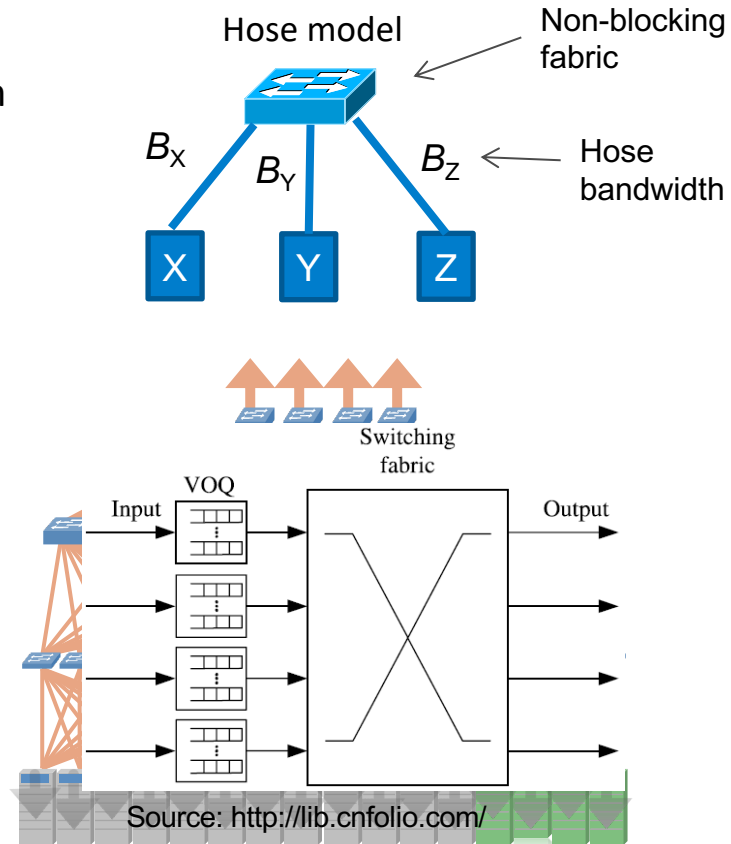 Hose model
Non-blocking
fabric
n
B_X
B_Y
B_Z
Hose
bandwidth
X
Y
Z
Switching
fabric
VOQ
Input
Output
Source: http://lib.cnfolio.com/